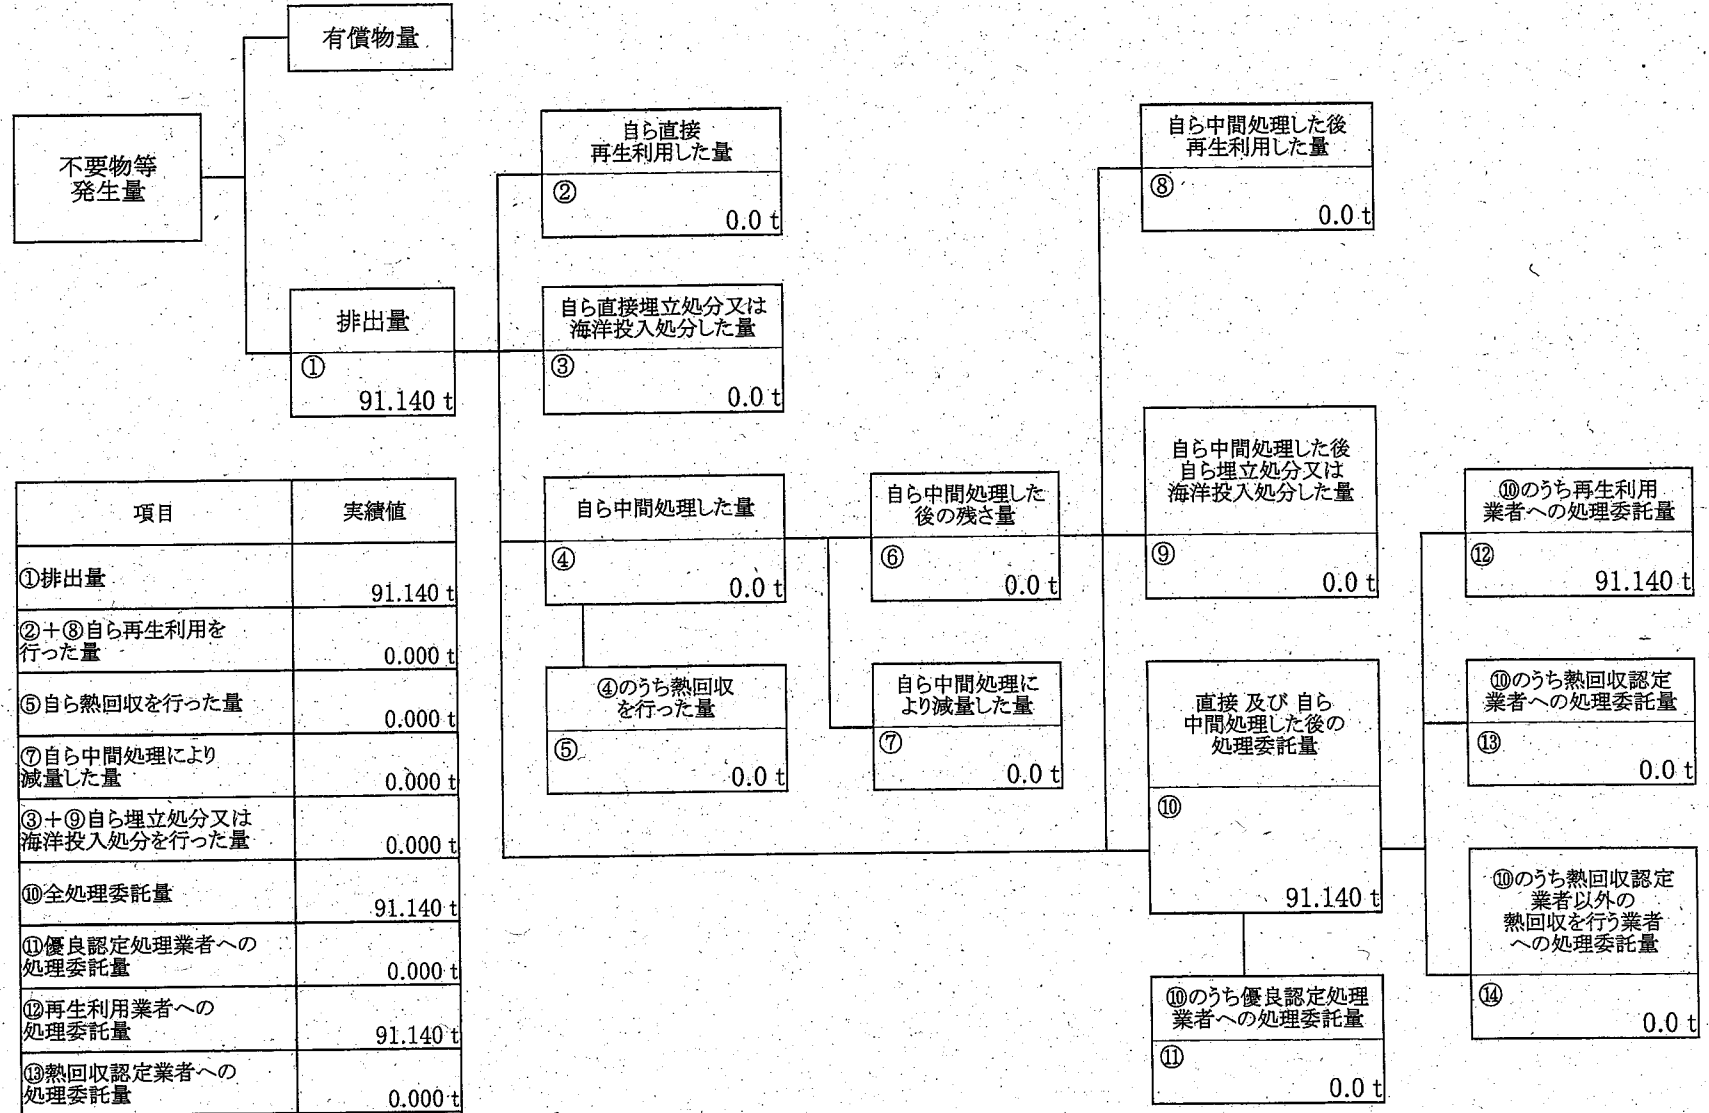 有償物量
不要物等
発生量
排出量
①
91.140 t
自ら直接
再生利用した量
②
0.0 t
自ら直接埋立処分又は
海洋投入処分した量
③
0.0 t
自ら中間処理した量
④
0.0 t
④のうち熱回収
を行った量
⑤
0.0 t
自ら中間処理した
後の残さ量
⑥
0.0 t
自ら中間処理に
より減量した量
⑦
0.0 t
自ら中間処理した後
再生利用した量
⑧
0.0 t
自ら中間処理した後
自ら埋立処分又は
海洋投入処分した量
⑨
0.0 t
直接 及び 自ら
中間処理した後の
処理委託量
⑩
91.140 t
⑩のうち優良認定処理
業者への処理委託量
⑪
0.0 t
⑩のうち再生利用
業者への処理委託量
⑫
91.140 t
⑩のうち熱回収認定
業者への処理委託量
⑬
0.0 t
⑩のうち熱回収認定
業者以外の
熱回収を行う業者
への処理委託量
⑭
0.0 t
項目 実績値
①排出量 91.140 t
②＋⑧自ら再生利用を
行った量 0.000 t
⑤自ら熱回収を行った量 0.000 t
⑦自ら中間処理により
減量した量 0.000 t
③＋⑨自ら埋立処分又は
海洋投入処分を行った量 0.000 t
⑩全処理委託量 91.140 t
⑪優良認定処理業者への
処理委託量 0.000 t
⑫再生利用業者への
処理委託量 91.140 t
⑬熱回収認定業者への
処理委託量 0.000 t